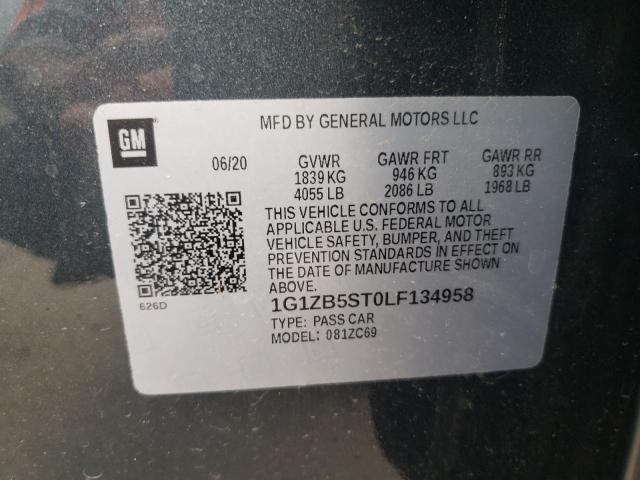 GM
MFD BY GENERAL MOTORS LLC
06/20 GVWR GAWR FRT GAWR RR
1839 KG 946 KG 893 KG
4055 LB 2086 LB 1968 LB
THIS VEHICLE CONFORMS TO ALL
APPLICABLE U.S. FEDERAL MOTOR
VEHICLE SAFETY, BUMPER, AND THEFT
PREVENTION STANDARDS IN EFFECT ON
THE DATE OF MANUFACTURE SHOWN
ABOVE.
626D
1G1ZB5ST0LF134958
TYPE: PASS CAR
MODEL: 081ZC69